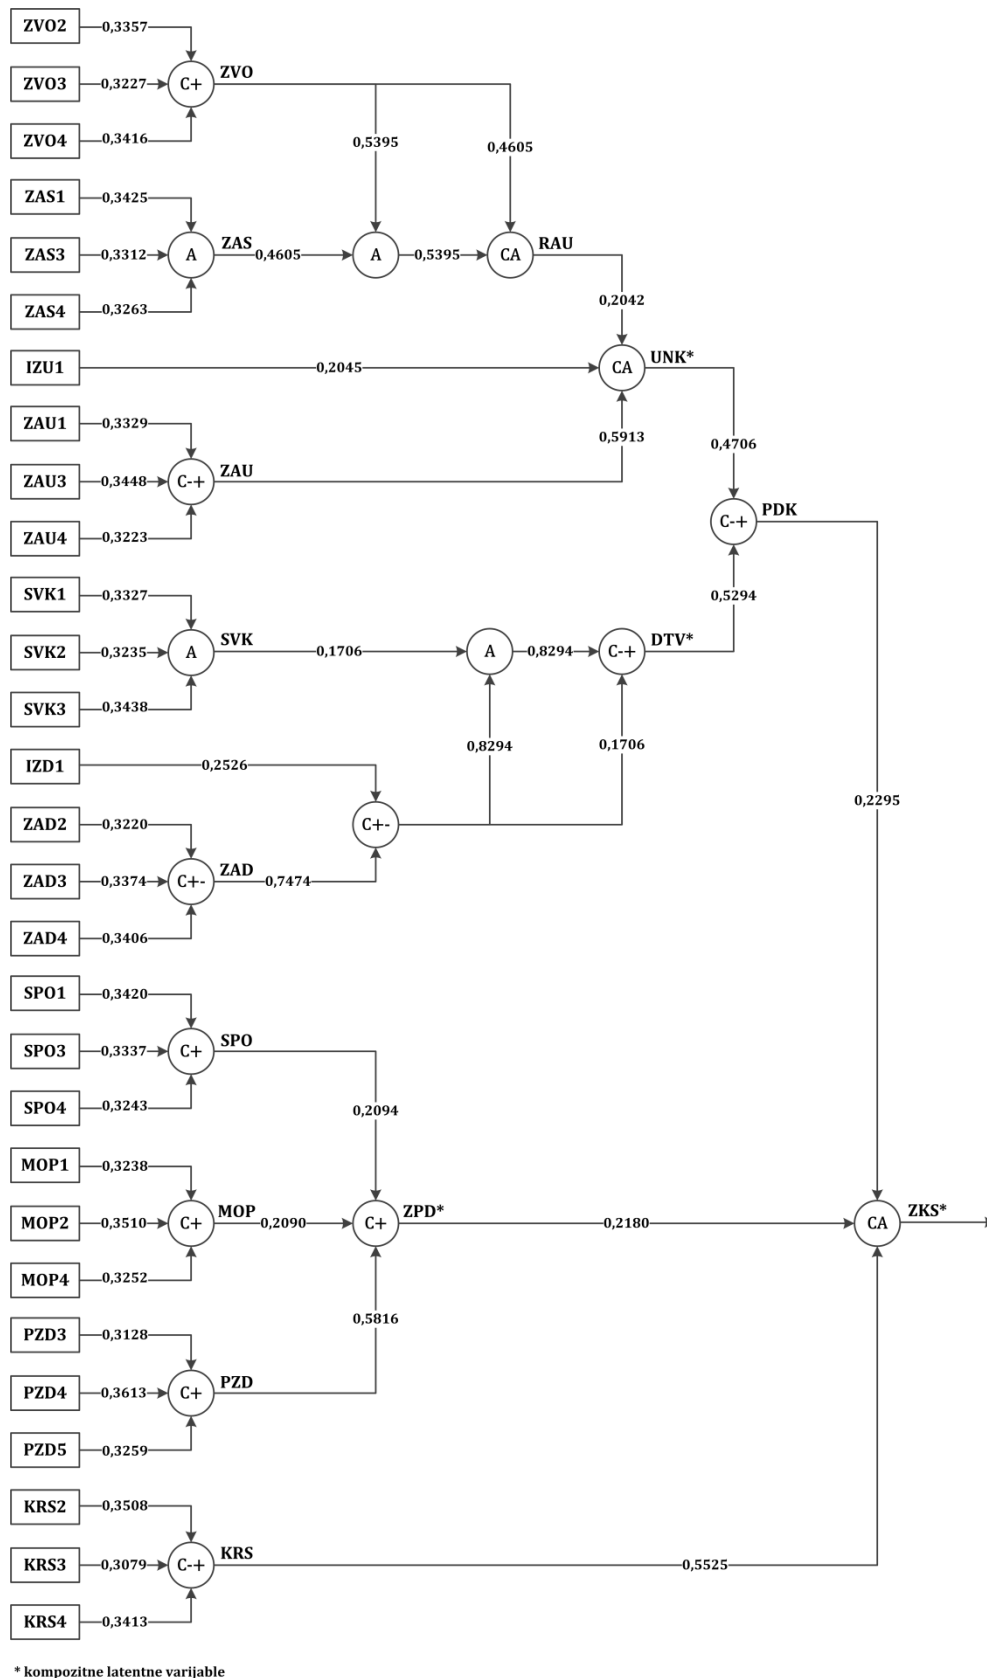 ZVO2 0,3357
ZVO
ZVO3 0,3227 C+
ZVO4 0,3416
0,5395 0,4605
ZAS1 0,3425
ZAS RAU
ZAS3 0,3312 A 0,4605 A 0,5395 CA
ZAS4 0,3263
0,2042
UNK*
IZU1 0,2045 CA
ZAU1 0,3329
0,5913 0,4706
ZAU
ZAU3 0,3448 C-+
PDK
C-+
ZAU4 0,3223
SVK1 0,3327 0,5294
SVK DTV*
SVK2 0,3235 A 0,1706 A 0,8294 C-+
SVK3 0,3438
0,8294 0,1706
IZD1 0,2526
0,2295
ZAD2 0,3220 C+-
ZAD
ZAD3 0,3374 C+- 0,7474
ZAD4 0,3406
SPO1 0,3420
SPO
SPO3 0,3337 C+
SPO4 0,3243 0,2094
MOP1 0,3238
MOP ZPD* ZKS*
MOP2 0,3510 C+ 0,2090 C+ 0,2180 CA
MOP4 0,3252
0,5816
PZD3 0,3128
PZD
PZD4 0,3613 C+
PZD5 0,3259
KRS2 0,3508
KRS
KRS3 0,3079 C-+ 0,5525
KRS4 0,3413
* kompozitne latentne varijable